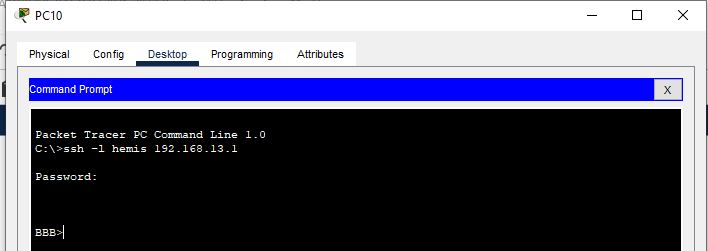 PC10
Physical Config Desktop Programming Attributes
Command Prompt X
Packet Tracer PC Command Line 1.0
C:\>ssh -l hemis 192.168.13.1
Password:
BBB>